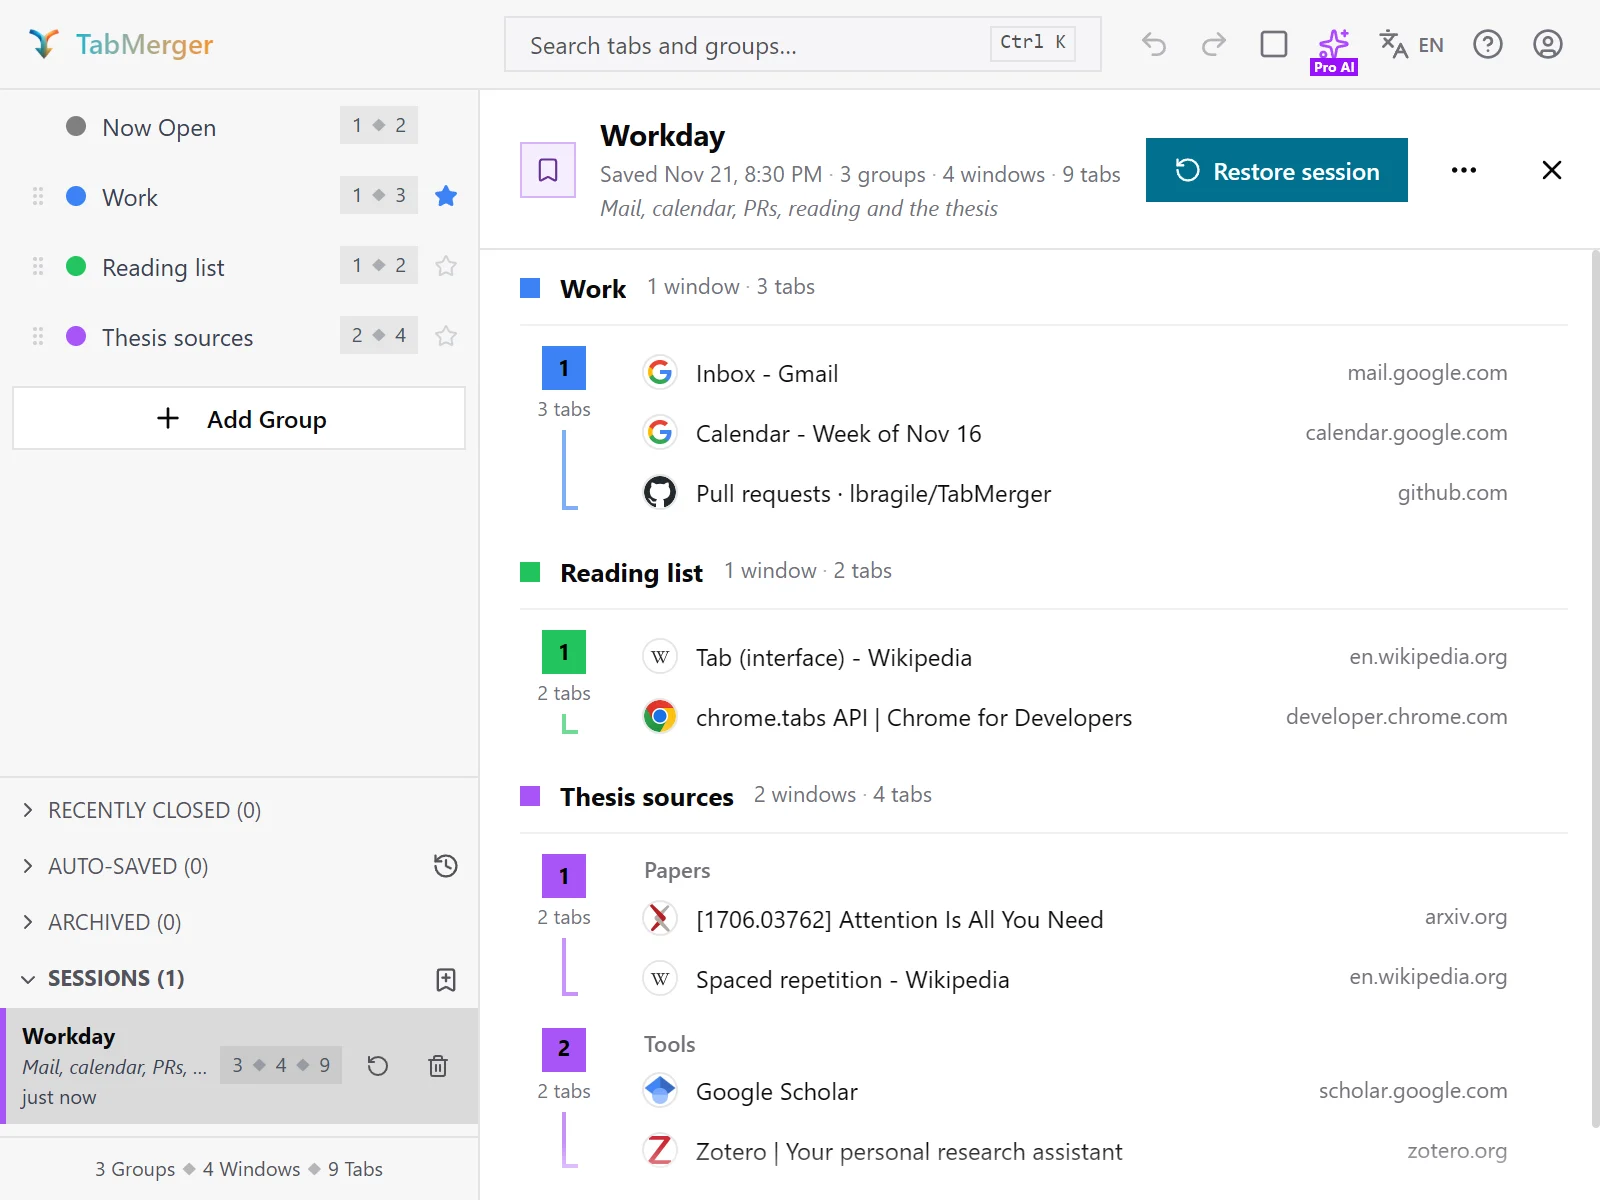 TabMerger
Search tabs and groups...
Ctrl K
Pro AI
EN
Now Open
1 ◆ 2
Work
1 ◆ 3
Reading list
1 ◆ 2
Thesis sources
2 ◆ 4
Add Group
RECENTLY CLOSED (0)
AUTO-SAVED (0)
ARCHIVED (0)
SESSIONS (1)
Workday
Mail, calendar, PRs, ...
3 ◆ 4 ◆ 9
just now
3 Groups ◆ 4 Windows ◆ 9 Tabs
Workday
Saved Nov 21, 8:30 PM · 3 groups · 4 windows · 9 tabs
Mail, calendar, PRs, reading and the thesis
Restore session
Work 1 window · 3 tabs
1
3 tabs
Inbox - Gmail mail.google.com
Calendar - Week of Nov 16 calendar.google.com
Pull requests · lbragile/TabMerger github.com
Reading list 1 window · 2 tabs
1
2 tabs
W
Tab (interface) - Wikipedia en.wikipedia.org
chrome.tabs API | Chrome for Developers developer.chrome.com
Thesis sources 2 windows · 4 tabs
1
2 tabs
Papers
[1706.03762] Attention Is All You Need arxiv.org
W
Spaced repetition - Wikipedia en.wikipedia.org
2
2 tabs
Tools
Google Scholar scholar.google.com
Z
Zotero | Your personal research assistant zotero.org